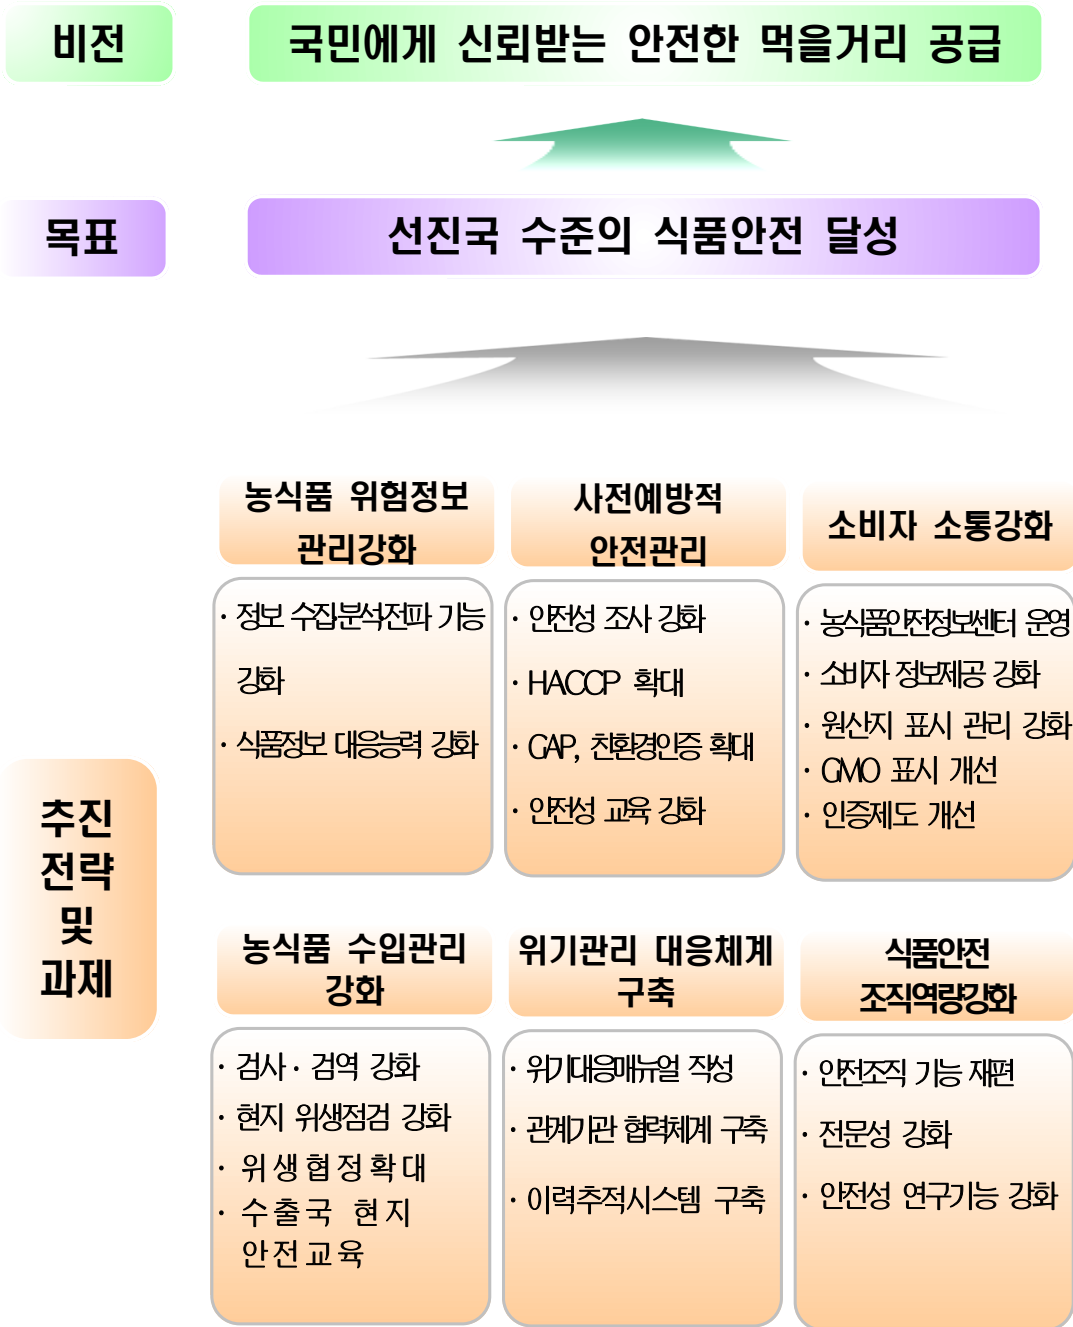 비전
국민에게 신뢰받는 안전한 먹을거리 공급
목표
선진국 수준의 식품안전 달성
추진
전략
및
과제
농식품 위험정보
관리강화
· 정보 수집·분석·전파 기능
강화
· 식품정보 대응능력 강화
사전예방적
안전관리
· 안전성 조사 강화
· HACCP 확대
· GAP, 친환경인증 확대
· 안전성 교육 강화
소비자 소통강화
· 농식품안전정보센터 운영
· 소비자 정보제공 강화
· 원산지 표시 관리 강화
· GMO 표시 개선
· 인증제도 개선
농식품 수입관리
강화
· 검사· 검역 강화
· 현지 위생점검 강화
· 위생협정확대
· 수출국 현지
안전교육
위기관리 대응체계
구축
· 위기대응매뉴얼 작성
· 관계기관 협력체계 구축
· 이력추적시스템 구축
식품안전
조직역량강화
· 안전조직 기능 재편
· 전문성 강화
· 안전성 연구기능 강화